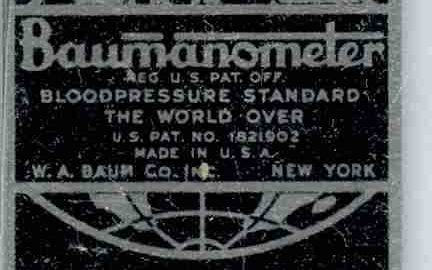 Baumanometer
REG. U.S. PAT. OFF.
BLOODPRESSURE STANDARD
THE WORLD OVER
U.S. PAT. NO. 1821902
MADE IN U.S.A.
W. A. BAUM CO. INC. NEW YORK